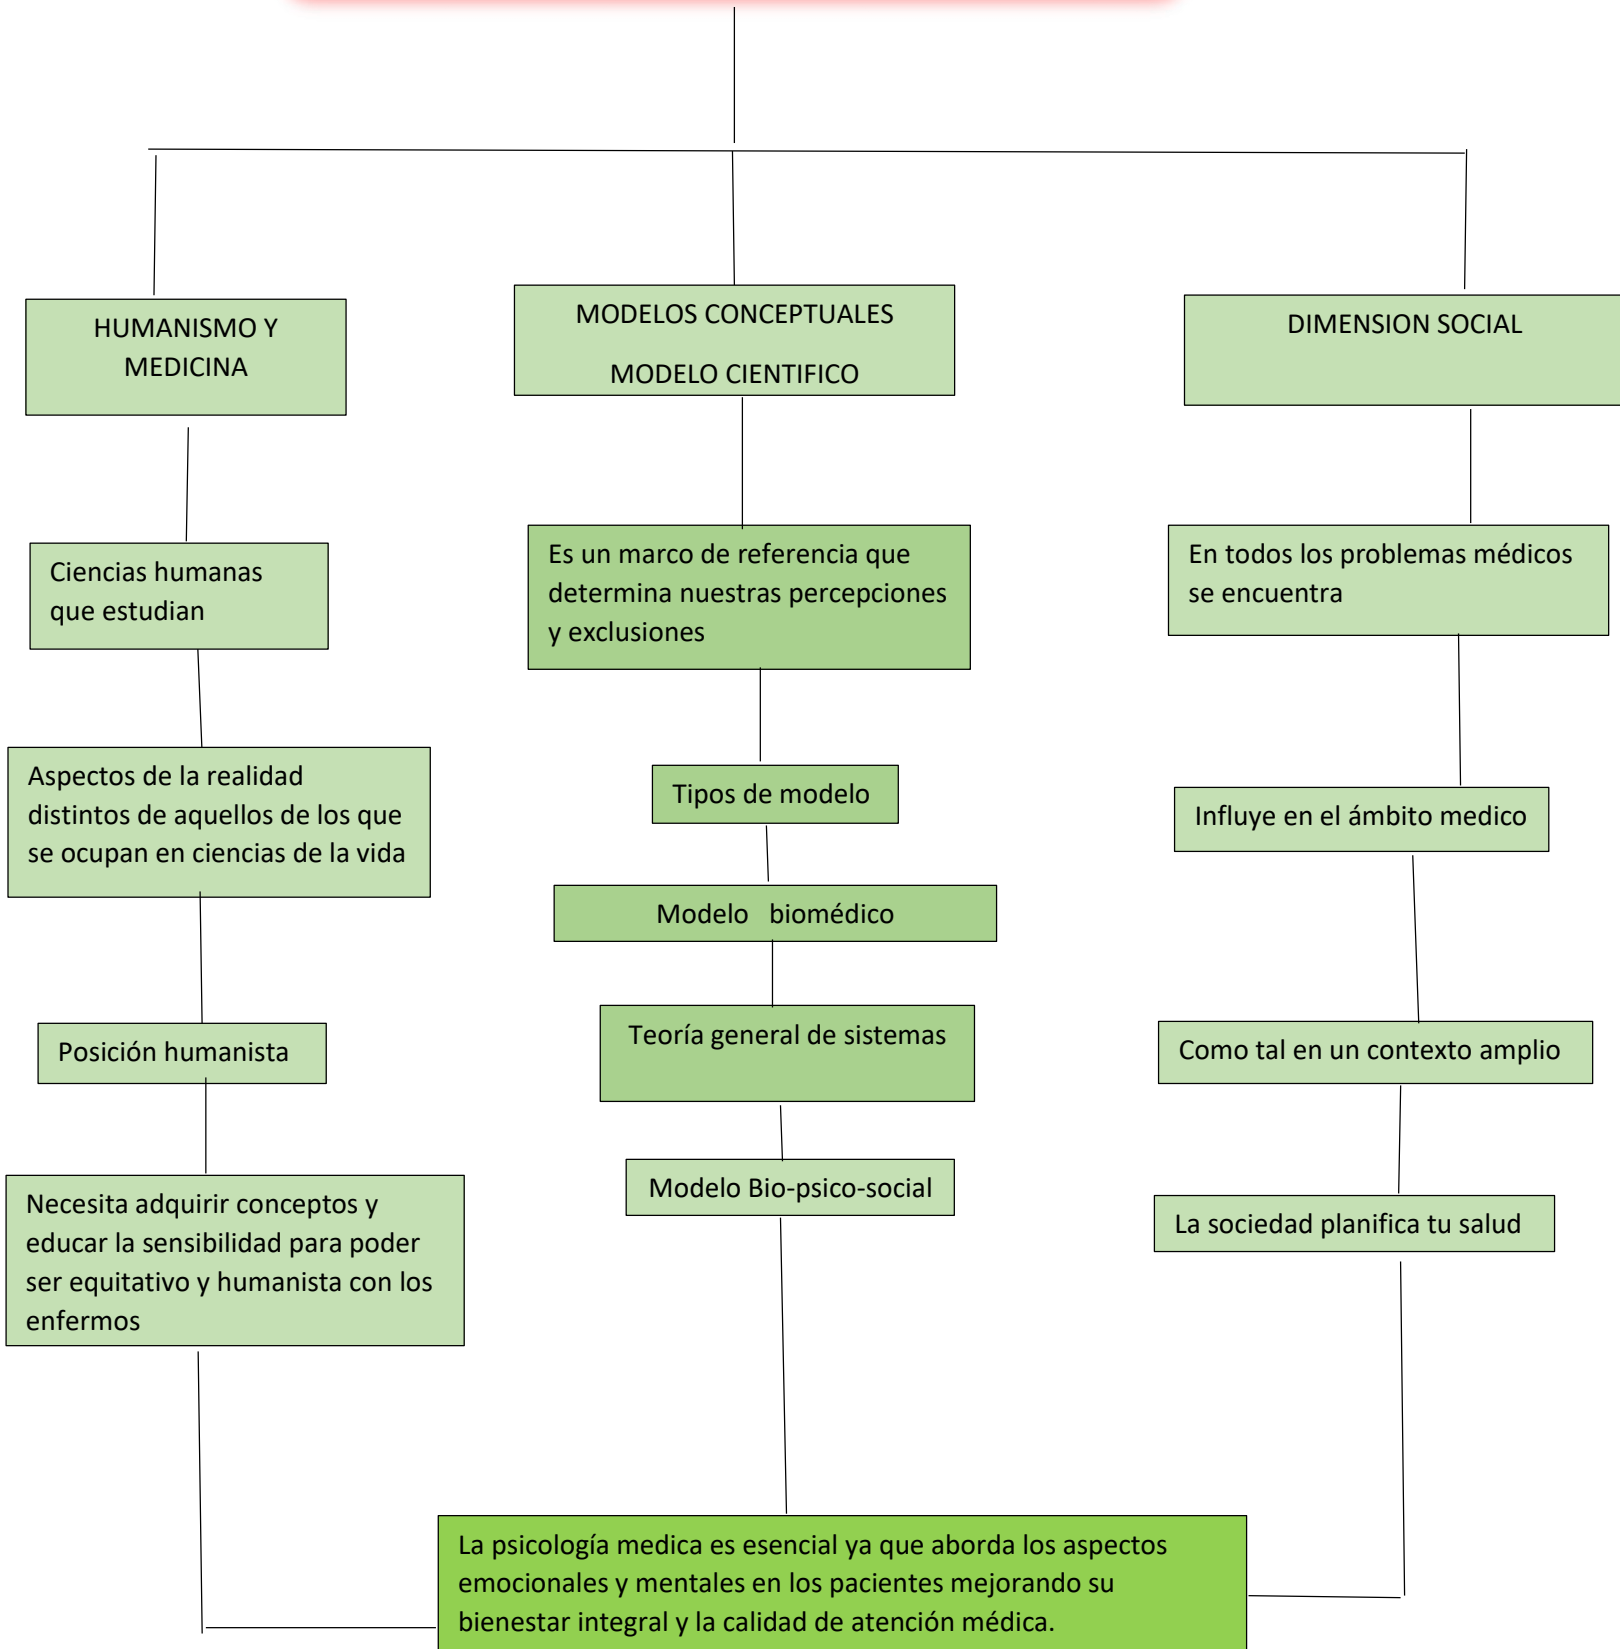 HUMANISMO Y
MEDICINA
MODELOS CONCEPTUALES
MODELO CIENTIFICO
DIMENSION SOCIAL
Ciencias humanas
que estudian
Es un marco de referencia que
determina nuestras percepciones
y exclusiones
En todos los problemas médicos
se encuentra
Aspectos de la realidad
distintos de aquellos de los que
se ocupan en ciencias de la vida
Tipos de modelo
Influye en el ámbito medico
Modelo biomédico
Posición humanista
Teoría general de sistemas
Como tal en un contexto amplio
Necesita adquirir conceptos y
educar la sensibilidad para poder
ser equitativo y humanista con los
enfermos
Modelo Bio-psico-social
La sociedad planifica tu salud
La psicología medica es esencial ya que aborda los aspectos
emocionales y mentales en los pacientes mejorando su
bienestar integral y la calidad de atención médica.